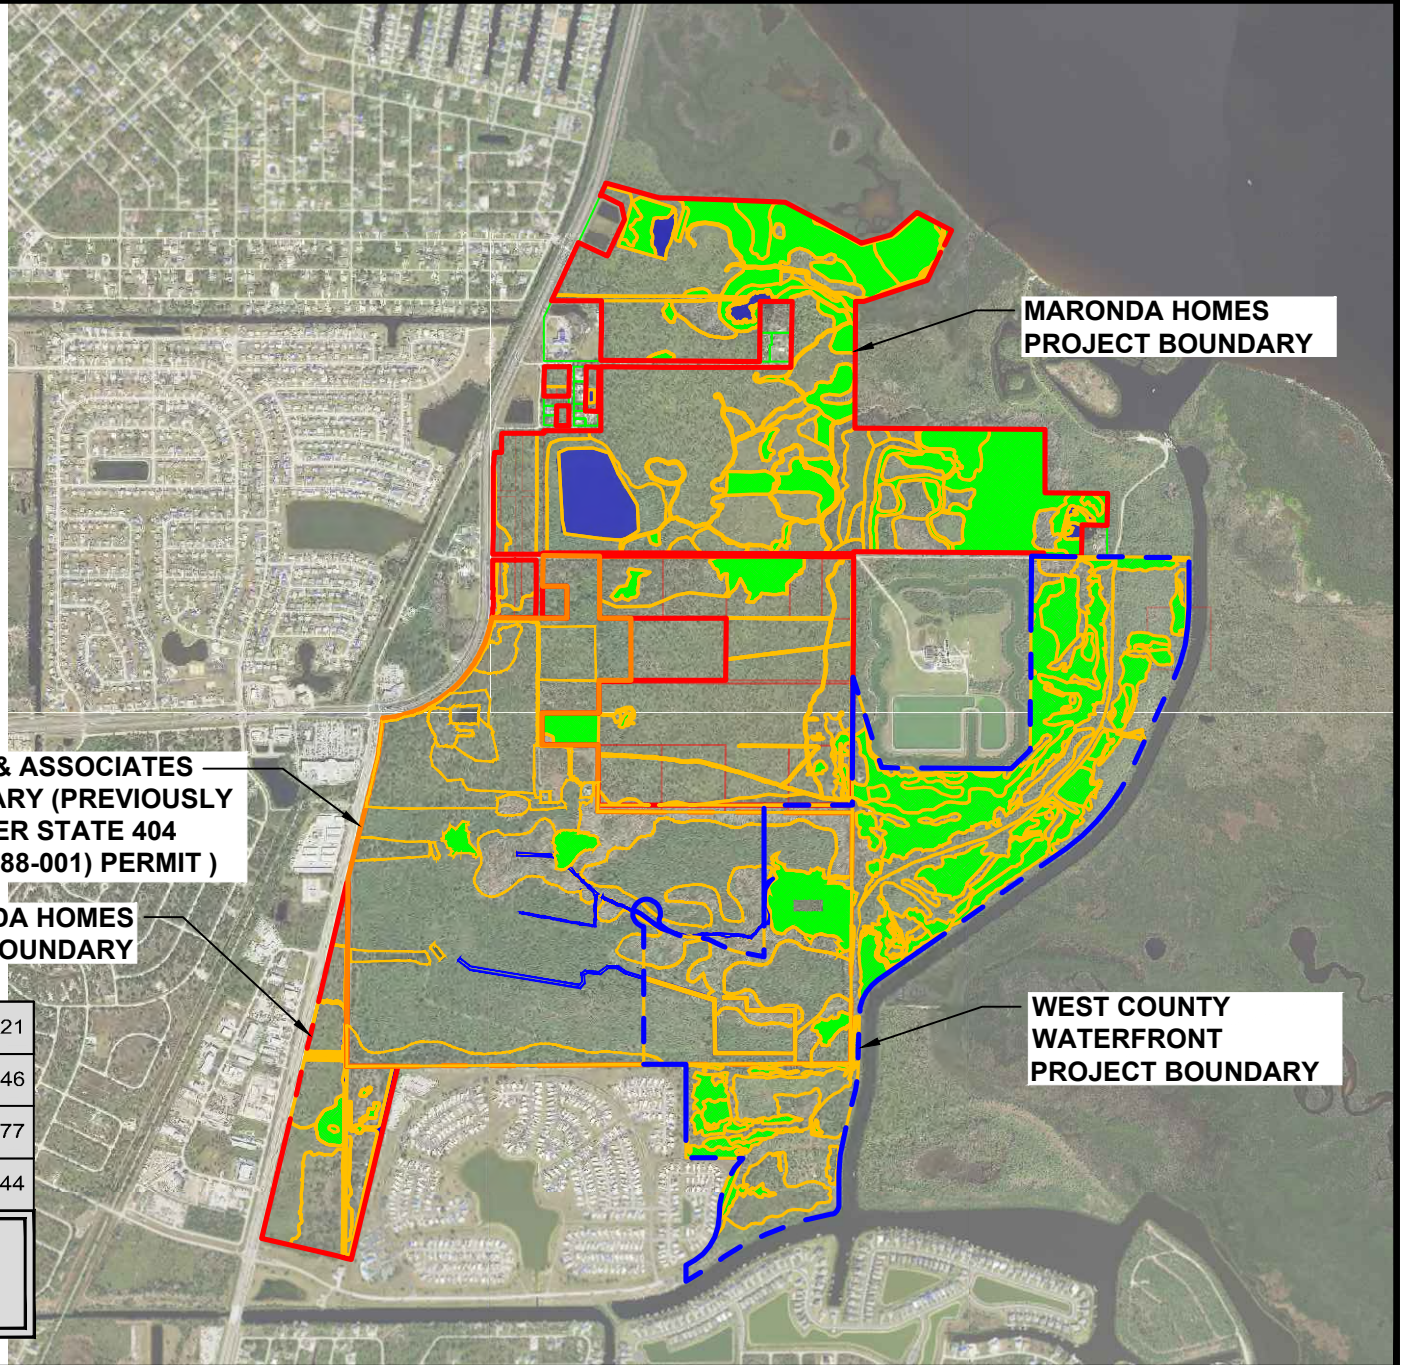 MARONDA HOMES
PROJECT BOUNDARY
& ASSOCIATES
ARY (PREVIOUSLY
ER STATE 404
88-001) PERMIT )
DA HOMES
OUNDARY
21
46
77
44
WEST COUNTY
WATERFRONT
PROJECT BOUNDARY